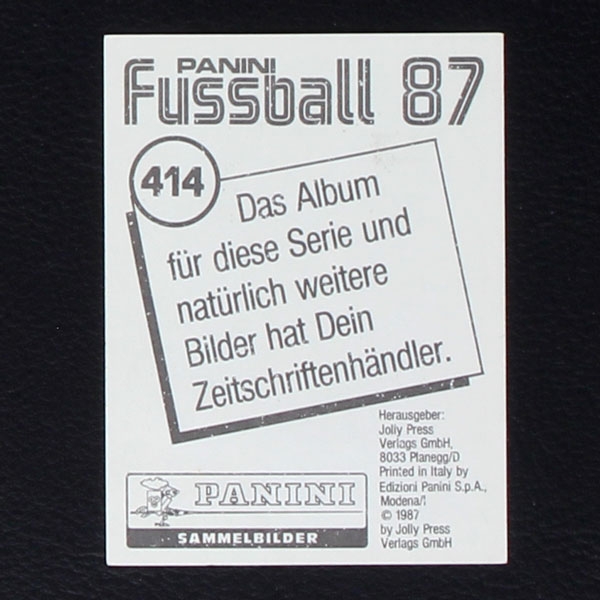 PANINI
Fussball 87
414
Das Album
für diese Serie und
natürlich weitere
Bilder hat Dein
Zeitschriftenhändler.
Herausgeber:
Jolly Press
Verlags GmbH,
8033 Planegg/D
Printed in Italy by
Edizioni Panini S.p.A.,
Modena/I
© 1987
by Jolly Press
Verlags GmbH
PANINI
SAMMELBILDER